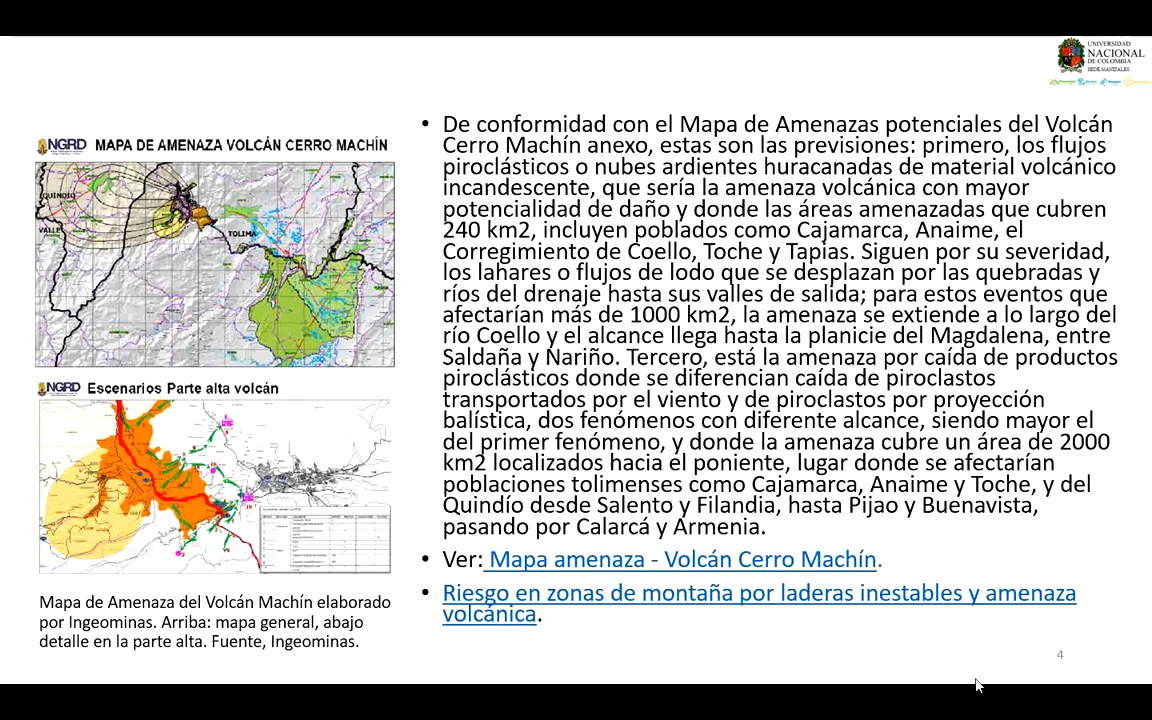 UNIVERSIDAD
NACIONAL
DE COLOMBIA
SEDE MANIZALES
NGRD MAPA DE AMENAZA VOLCÁN CERRO MACHÍN
QUINDIO
VALLE
TOLIMA
NGRD Escenarios Parte alta volcán
Mapa de Amenaza del Volcán Machín elaborado
por Ingeominas. Arriba: mapa general, abajo
detalle en la parte alta. Fuente, Ingeominas.
• De conformidad con el Mapa de Amenazas potenciales del Volcán
Cerro Machín anexo, estas son las previsiones: primero, los flujos
piroclásticos o nubes ardientes huracanadas de material volcánico
incandescente, que sería la amenaza volcánica con mayor
potencialidad de daño y donde las áreas amenazadas que cubren
240 km2, incluyen poblados como Cajamarca, Anaime, el
Corregimiento de Coello, Toche y Tapias. Siguen por su severidad,
los lahares o flujos de lodo que se desplazan por las quebradas y
ríos del drenaje hasta sus valles de salida; para estos eventos que
afectarían más de 1000 km2, la amenaza se extiende a lo largo del
río Coello y el alcance llega hasta la planicie del Magdalena, entre
Saldaña y Nariño. Tercero, está la amenaza por caída de productos
piroclásticos donde se diferencian caída de piroclastos
transportados por el viento y de piroclastos por proyección
balística, dos fenómenos con diferente alcance, siendo mayor el
del primer fenómeno, y donde la amenaza cubre un área de 2000
km2 localizados hacia el poniente, lugar donde se afectarían
poblaciones tolimenses como Cajamarca, Anaime y Toche, y del
Quindío desde Salento y Filandia, hasta Pijao y Buenavista,
pasando por Calarcá y Armenia.
• Ver: Mapa amenaza - Volcán Cerro Machín.
• Riesgo en zonas de montaña por laderas inestables y amenaza
volcánica.
4